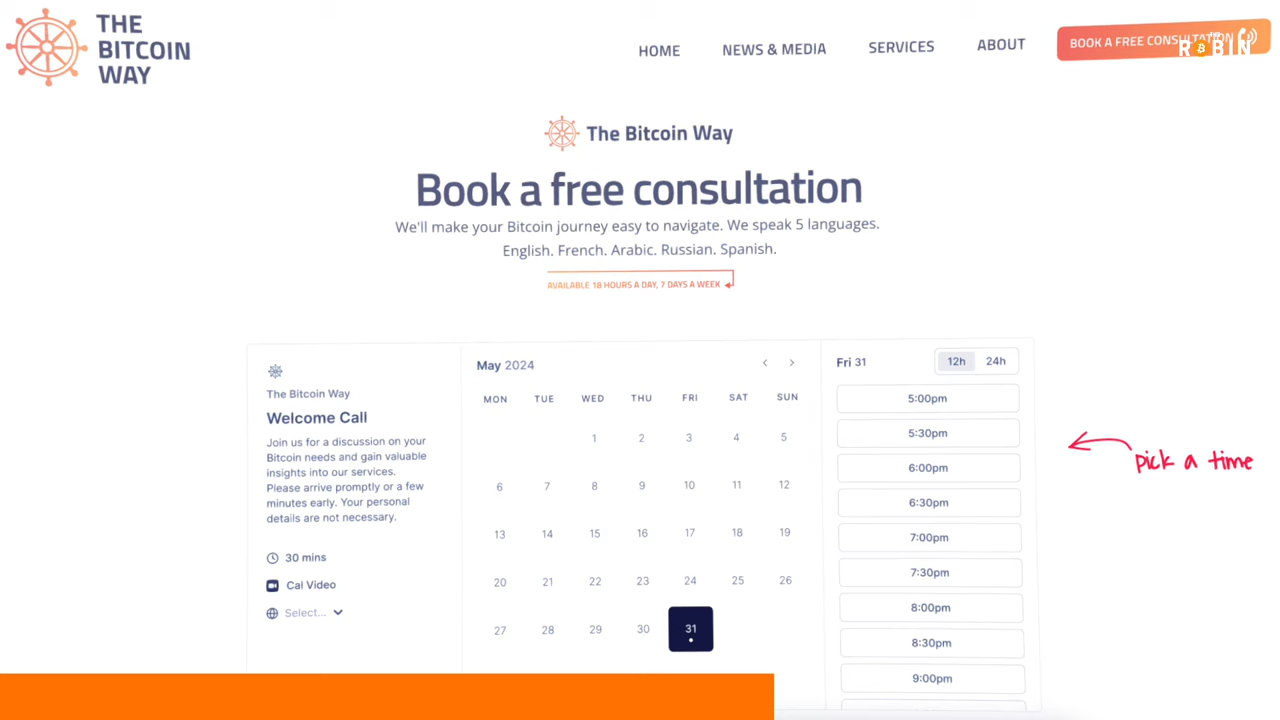 THE
BITCOIN
WAY
HOME NEWS & MEDIA SERVICES ABOUT BOOK A FREE CONSULTATION
ROBIN
The Bitcoin Way
Book a free consultation
We'll make your Bitcoin journey easy to navigate. We speak 5 languages.
English. French. Arabic. Russian. Spanish.
AVAILABLE 18 HOURS A DAY, 7 DAYS A WEEK
The Bitcoin Way
Welcome Call
Join us for a discussion on your
Bitcoin needs and gain valuable
insights into our services.
Please arrive promptly or a few
minutes early. Your personal
details are not necessary.
30 mins
Cal Video
Select...
May 2024
MON TUE WED THU FRI SAT SUN
1 2 3 4 5
6 7 8 9 10 11 12
13 14 15 16 17 18 19
20 21 22 23 24 25 26
27 28 29 30 31
Fri 31 12h 24h
5:00pm
5:30pm
6:00pm
6:30pm
7:00pm
7:30pm
8:00pm
8:30pm
9:00pm
pick a time